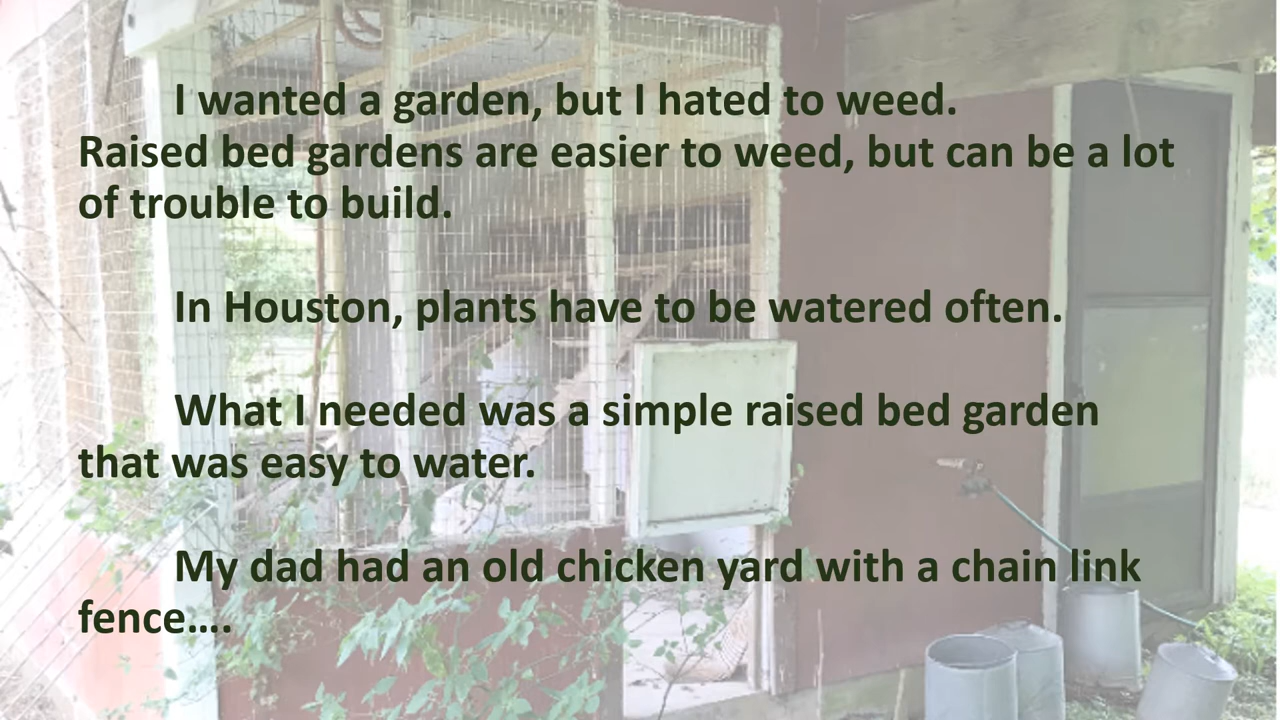 I wanted a garden, but I hated to weed.
Raised bed gardens are easier to weed, but can be a lot
of trouble to build.
In Houston, plants have to be watered often.
What I needed was a simple raised bed garden
that was easy to water.
My dad had an old chicken yard with a chain link
fence....